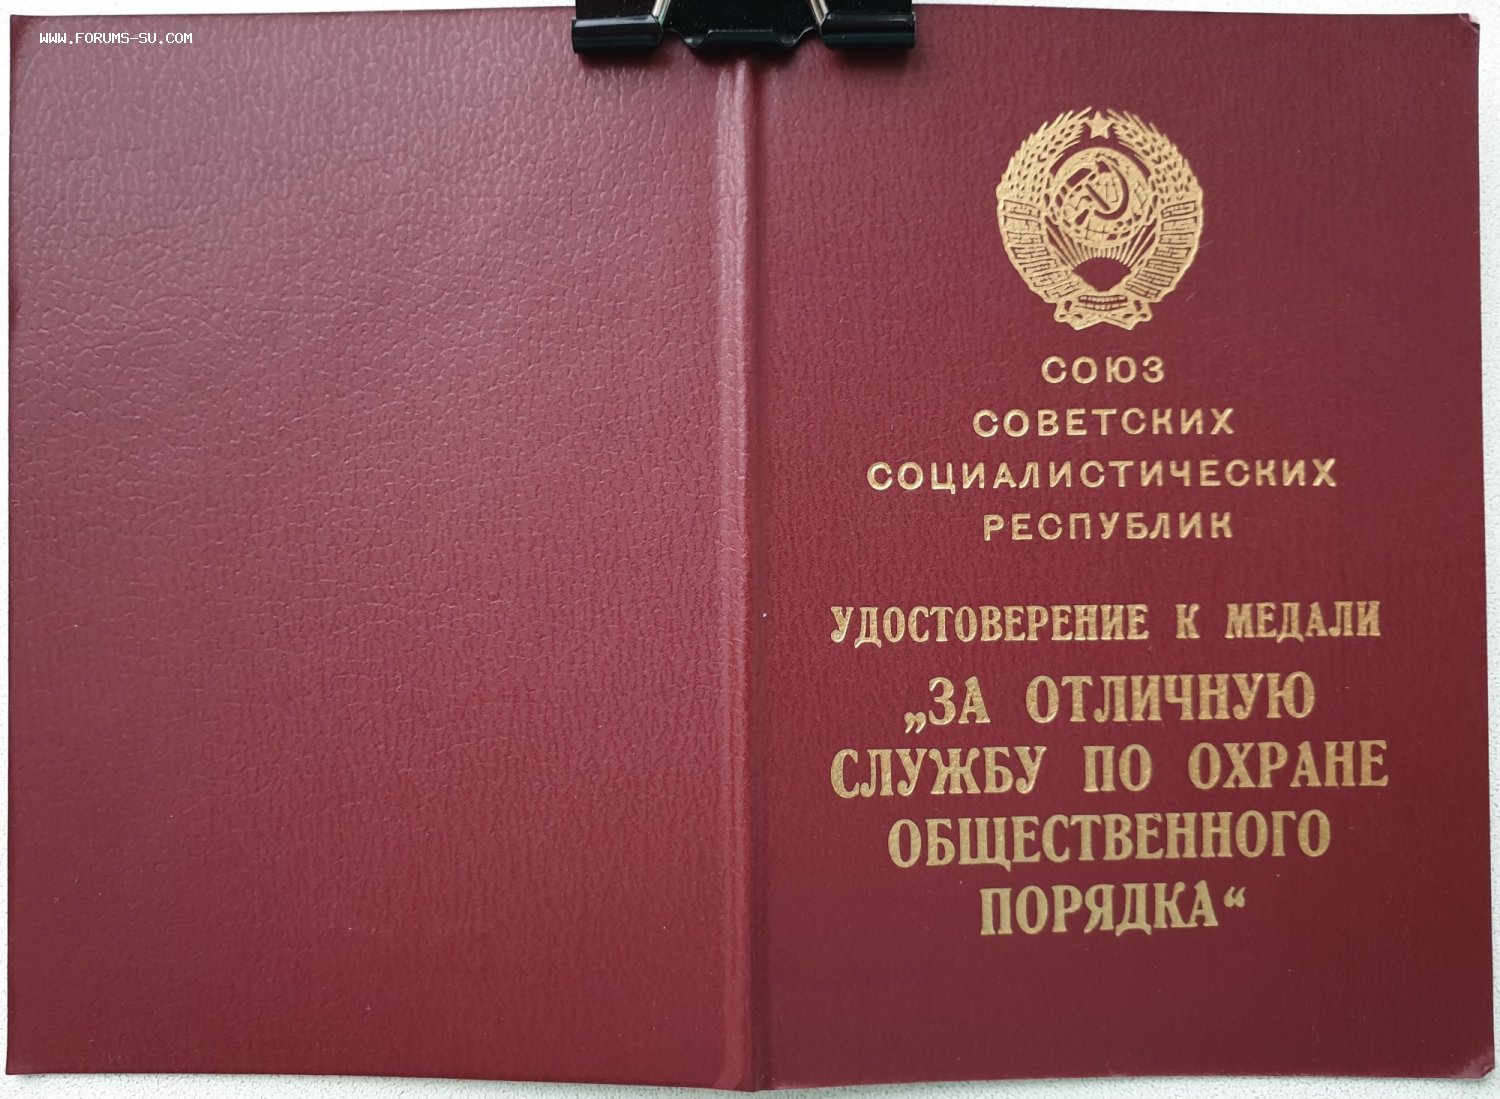 WWW.FORUMS-SU.COM
СОЮЗ
СОВЕТСКИХ
СОЦИАЛИСТИЧЕСКИХ
РЕСПУБЛИК
УДОСТОВЕРЕНИЕ К МЕДАЛИ
„ЗА ОТЛИЧНУЮ
СЛУЖБУ ПО ОХРАНЕ
ОБЩЕСТВЕННОГО
ПОРЯДКА“